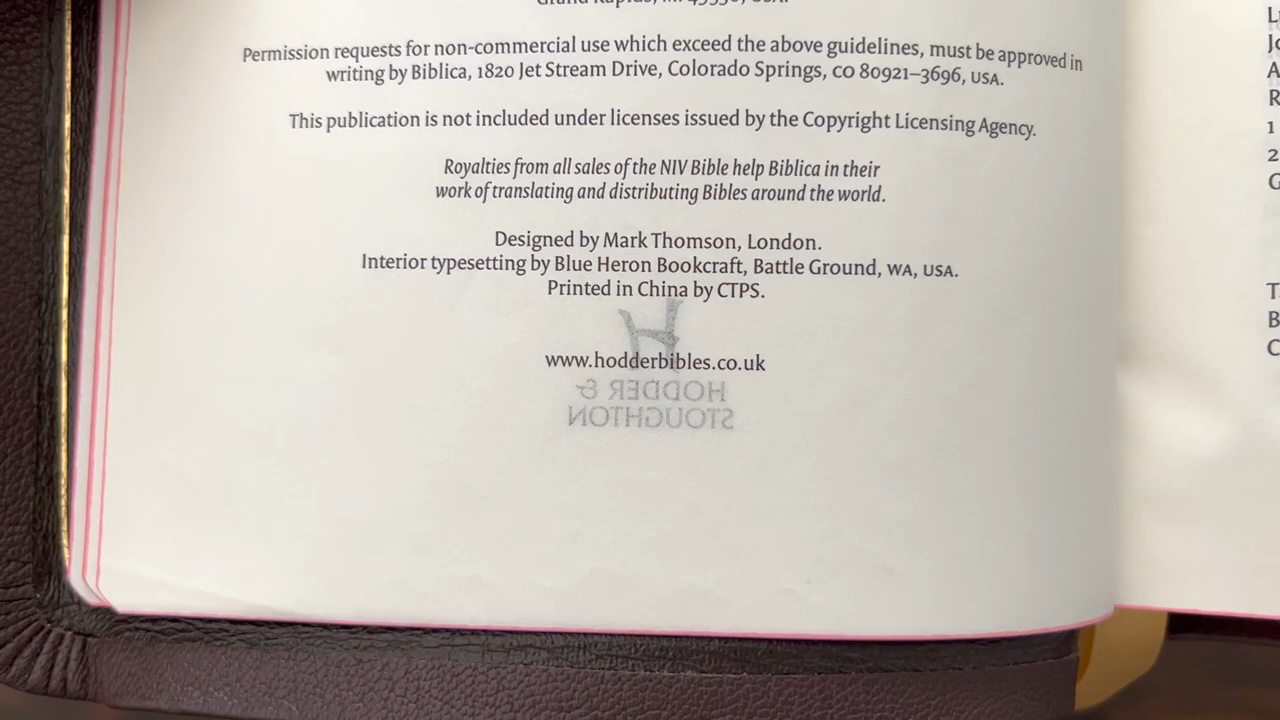 Permission requests for non-commercial use which exceed the above guidelines, must be approved in
writing by Biblica, 1820 Jet Stream Drive, Colorado Springs, CO 80921–3696, USA.
This publication is not included under licenses issued by the Copyright Licensing Agency.
Royalties from all sales of the NIV Bible help Biblica in their
work of translating and distributing Bibles around the world.
Designed by Mark Thomson, London.
Interior typesetting by Blue Heron Bookcraft, Battle Ground, WA, USA.
Printed in China by CTPS.
H
www.hodderbibles.co.uk
HODDER &
STOUGHTON